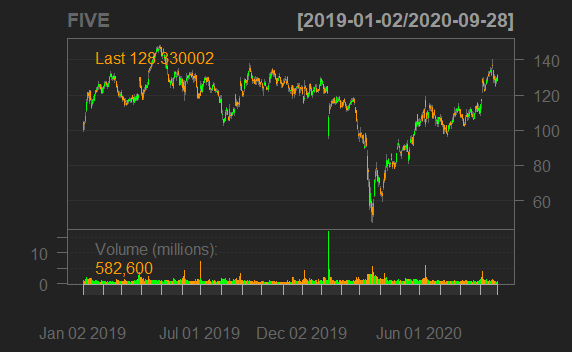 FIVE [2019-01-02/2020-09-28]
Last 128.330002
140
120
100
80
60
Volume (millions):
582,600
10
0
Jan 02 2019 Jul 01 2019 Dec 02 2019 Jun 01 2020